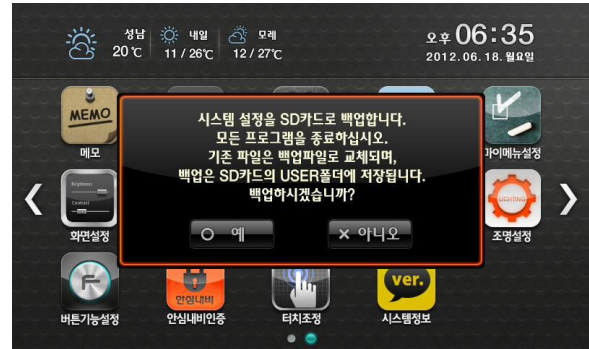 성남 내일 모레
20℃ 11 / 26℃ 12 / 27℃
오후 06:35
2012. 06. 18. 월요일
MEMO
메모
마이메뉴설정
시스템 설정을 SD카드로 백업합니다.
모든 프로그램을 종료하십시오.
기존 파일은 백업파일로 교체되며,
백업은 SD카드의 USER폴더에 저장됩니다.
백업하시겠습니까?
예 아니오
Brightness
Contrast
화면설정
LIGHTING
조명설정
F
안심내비
ver.
버튼기능설정 안심내비인증 터치조정 시스템정보